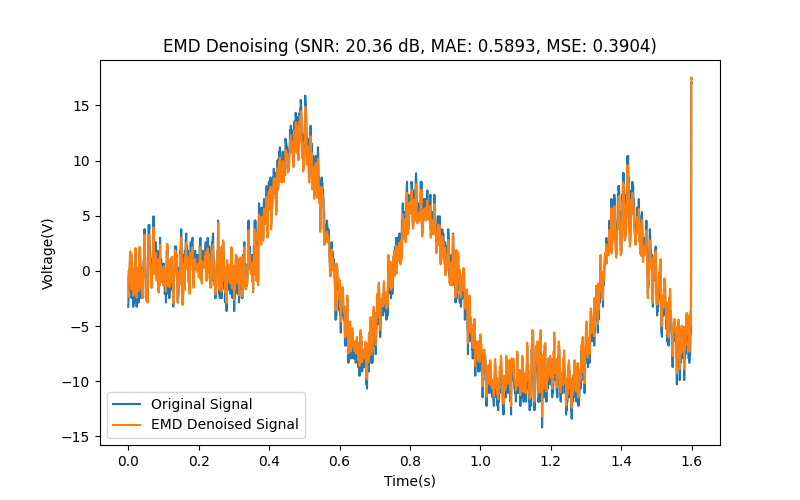 EMD Denoising (SNR: 20.36 dB, MAE: 0.5893, MSE: 0.3904)
15
10
5
0
−5
−10
−15
Voltage(V)
Original Signal
EMD Denoised Signal
0.0 0.2 0.4 0.6 0.8 1.0 1.2 1.4 1.6
Time(s)